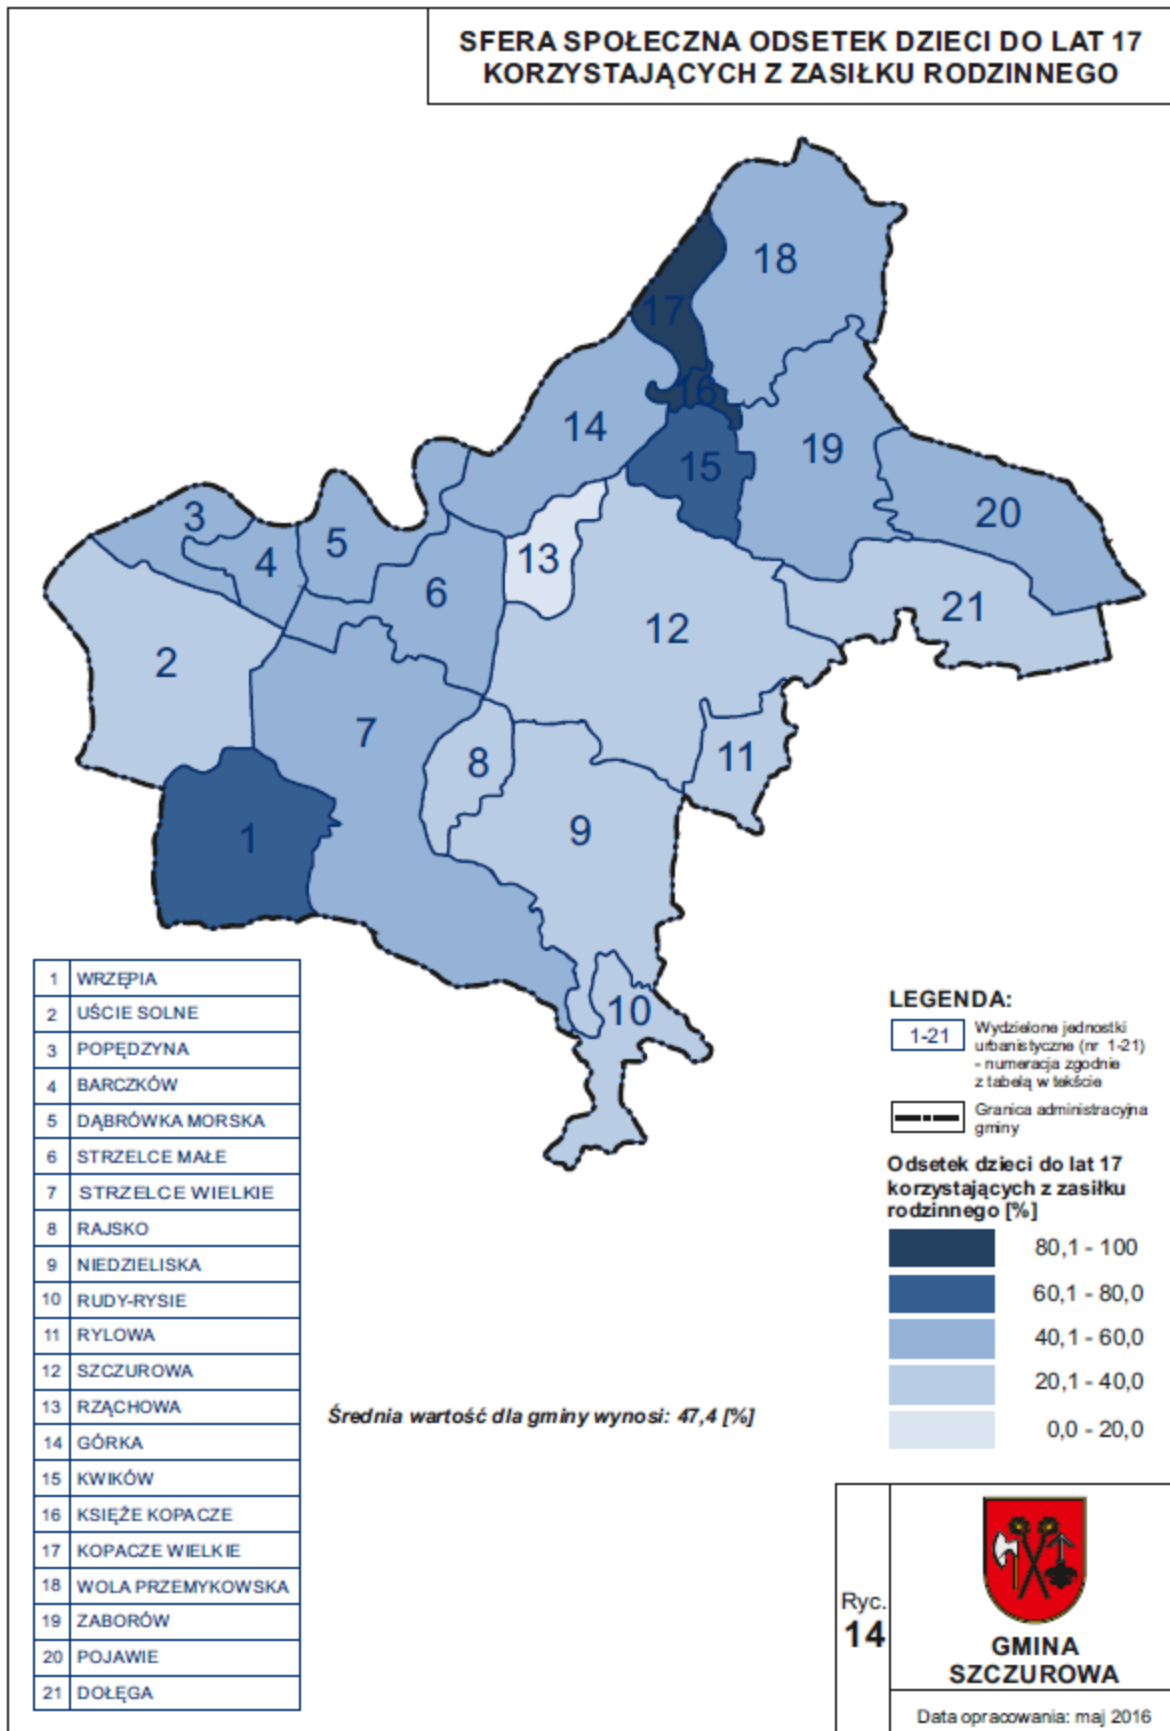 SFERA SPOŁECZNA ODSETEK DZIECI DO LAT 17
KORZYSTAJĄCYCH Z ZASIŁKU RODZINNEGO
18
17
16
14
19
15
3
20
5
4
13
6
21
12
2
7
11
8
9
1
10
1 WRZĘPIA
2 UŚCIE SOLNE
3 POPĘDZYNA
4 BARCZKÓW
5 DĄBRÓWKA MORSKA
6 STRZELCE MAŁE
7 STRZELCE WIELKIE
8 RAJSKO
9 NIEDZIELISKA
10 RUDY-RYSIE
11 RYLOWA
12 SZCZUROWA
13 RZĄCHOWA
14 GÓRKA
15 KWIKÓW
16 KSIĘŻE KOPACZE
17 KOPACZE WIELKIE
18 WOLA PRZEMYKOWSKA
19 ZABORÓW
20 POJAWIE
21 DOŁĘGA
Średnia wartość dla gminy wynosi: 47,4 [%]
LEGENDA:
1-21
Wydzielone jednostki
urbanistyczne (nr 1-21)
- numeracja zgodnie
z tabelą w tekście
Granica administracyjna
gminy
Odsetek dzieci do lat 17
korzystających z zasiłku
rodzinnego [%]
80,1 - 100
60,1 - 80,0
40,1 - 60,0
20,1 - 40,0
0,0 - 20,0
Ryc.
14
GMINA
SZCZUROWA
Data opracowania: maj 2016